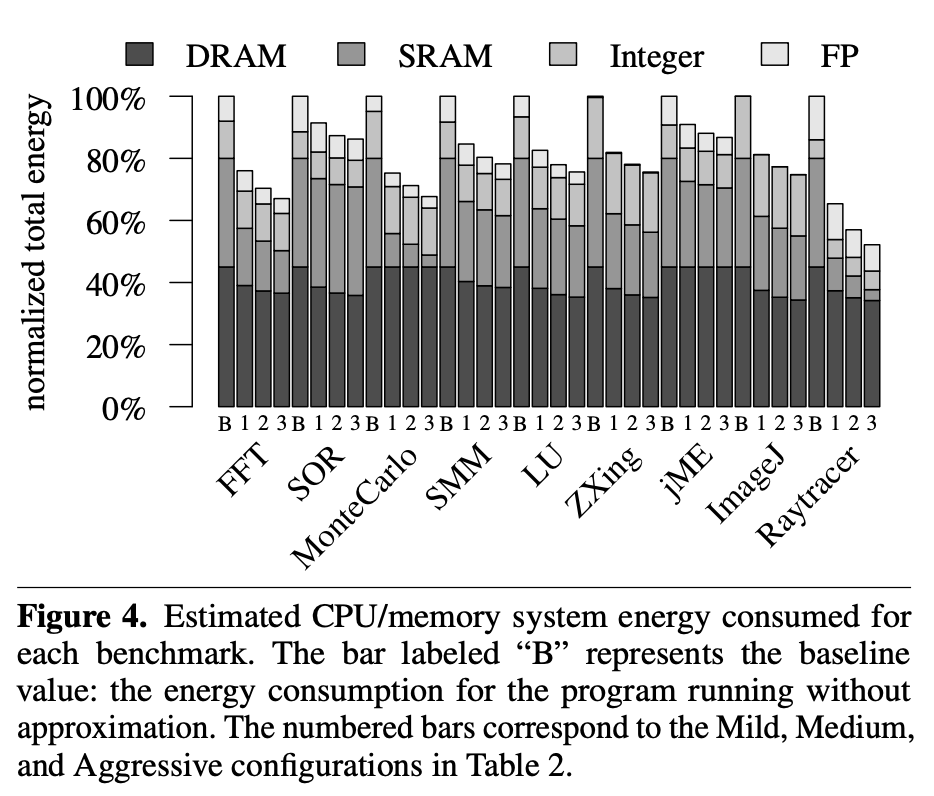 DRAM SRAM Integer FP
normalized total energy
100%
80%
60%
40%
20%
0%
B 1 2 3 B 1 2 3 B 1 2 3 B 1 2 3 B 1 2 3 B 1 2 3 B 1 2 3 B 1 2 3 B 1 2 3
FFT
SOR
MonteCarlo
SMM
LU
ZXing
jME
ImageJ
Raytracer
Figure 4. Estimated CPU/memory system energy consumed for
each benchmark. The bar labeled “B” represents the baseline
value: the energy consumption for the program running without
approximation. The numbered bars correspond to the Mild, Medium,
and Aggressive configurations in Table 2.